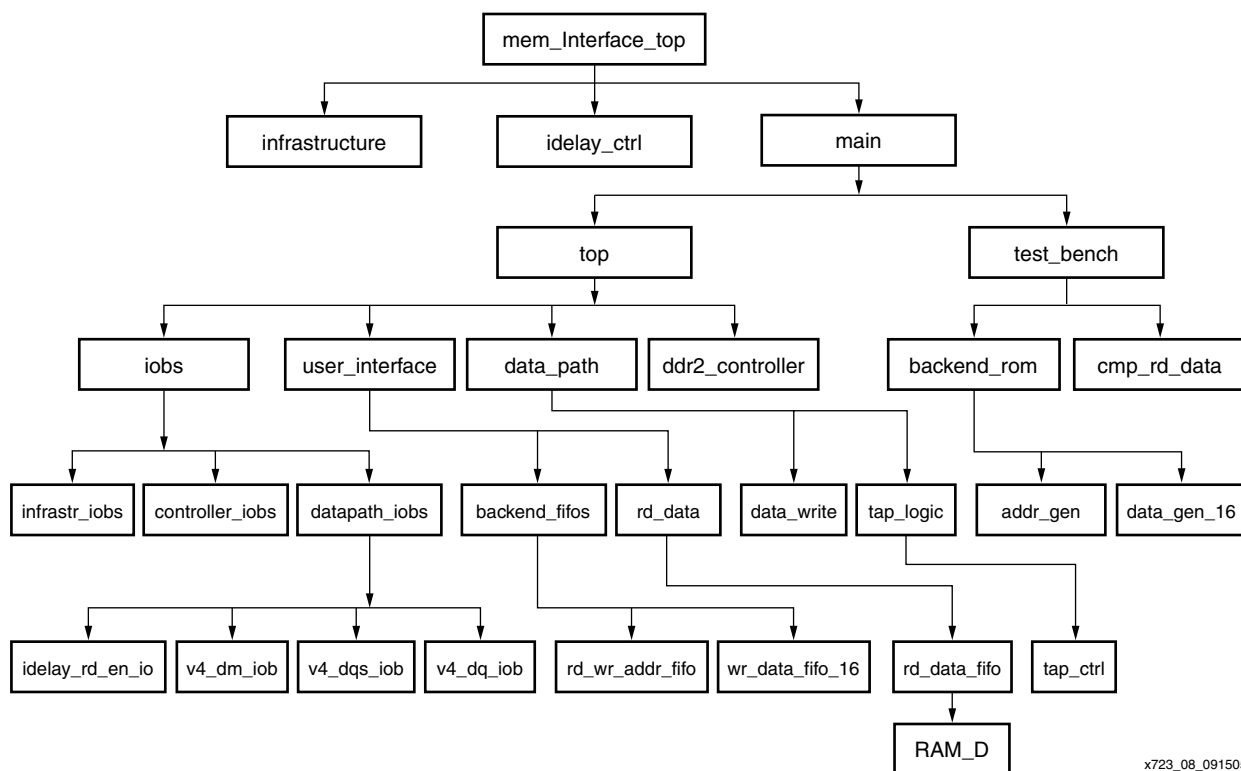 mem_Interface_top
infrastructure
idelay_ctrl
main
top
test_bench
iobs
user_interface
data_path
ddr2_controller
backend_rom
cmp_rd_data
infrastr_iobs
controller_iobs
datapath_iobs
backend_fifos
rd_data
data_write
tap_logic
addr_gen
data_gen_16
idelay_rd_en_io
v4_dm_iob
v4_dqs_iob
v4_dq_iob
rd_wr_addr_fifo
wr_data_fifo_16
rd_data_fifo
tap_ctrl
RAM_D